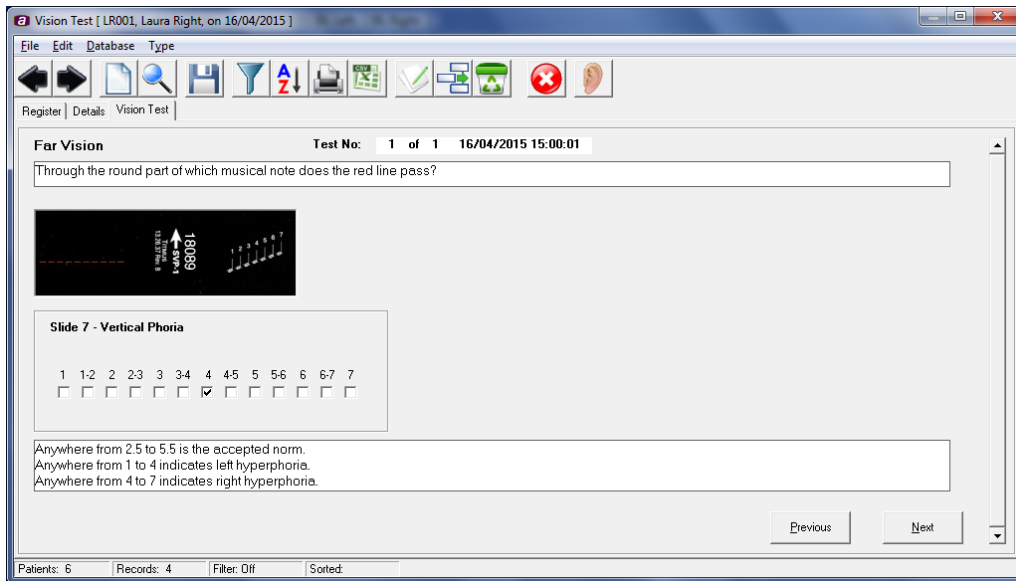 Vision Test [ LR001, Laura Right, on 16/04/2015 ]
File Edit Database Type
A
Z
CSV
Register Details Vision Test
Far Vision Test No: 1 of 1 16/04/2015 15:00:01
Through the round part of which musical note does the red line pass?
18089
SVP-1
Titmus
1 2 3 4 5 6 7
Slide 7 - Vertical Phoria
1 1-2 2 2-3 3 3-4 4 4-5 5 5-6 6 6-7 7
Anywhere from 2.5 to 5.5 is the accepted norm.
Anywhere from 1 to 4 indicates left hyperphoria.
Anywhere from 4 to 7 indicates right hyperphoria.
Previous Next
Patients: 6 Records: 4 Filter: Off Sorted: